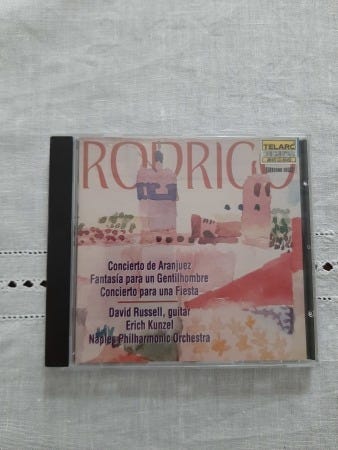 TELARC
RODRIGO
Concierto de Aranjuez
Fantasía para un Gentilhombre
Concierto para una Fiesta
David Russell, guitar
Erich Kunzel
Naples Philharmonic Orchestra